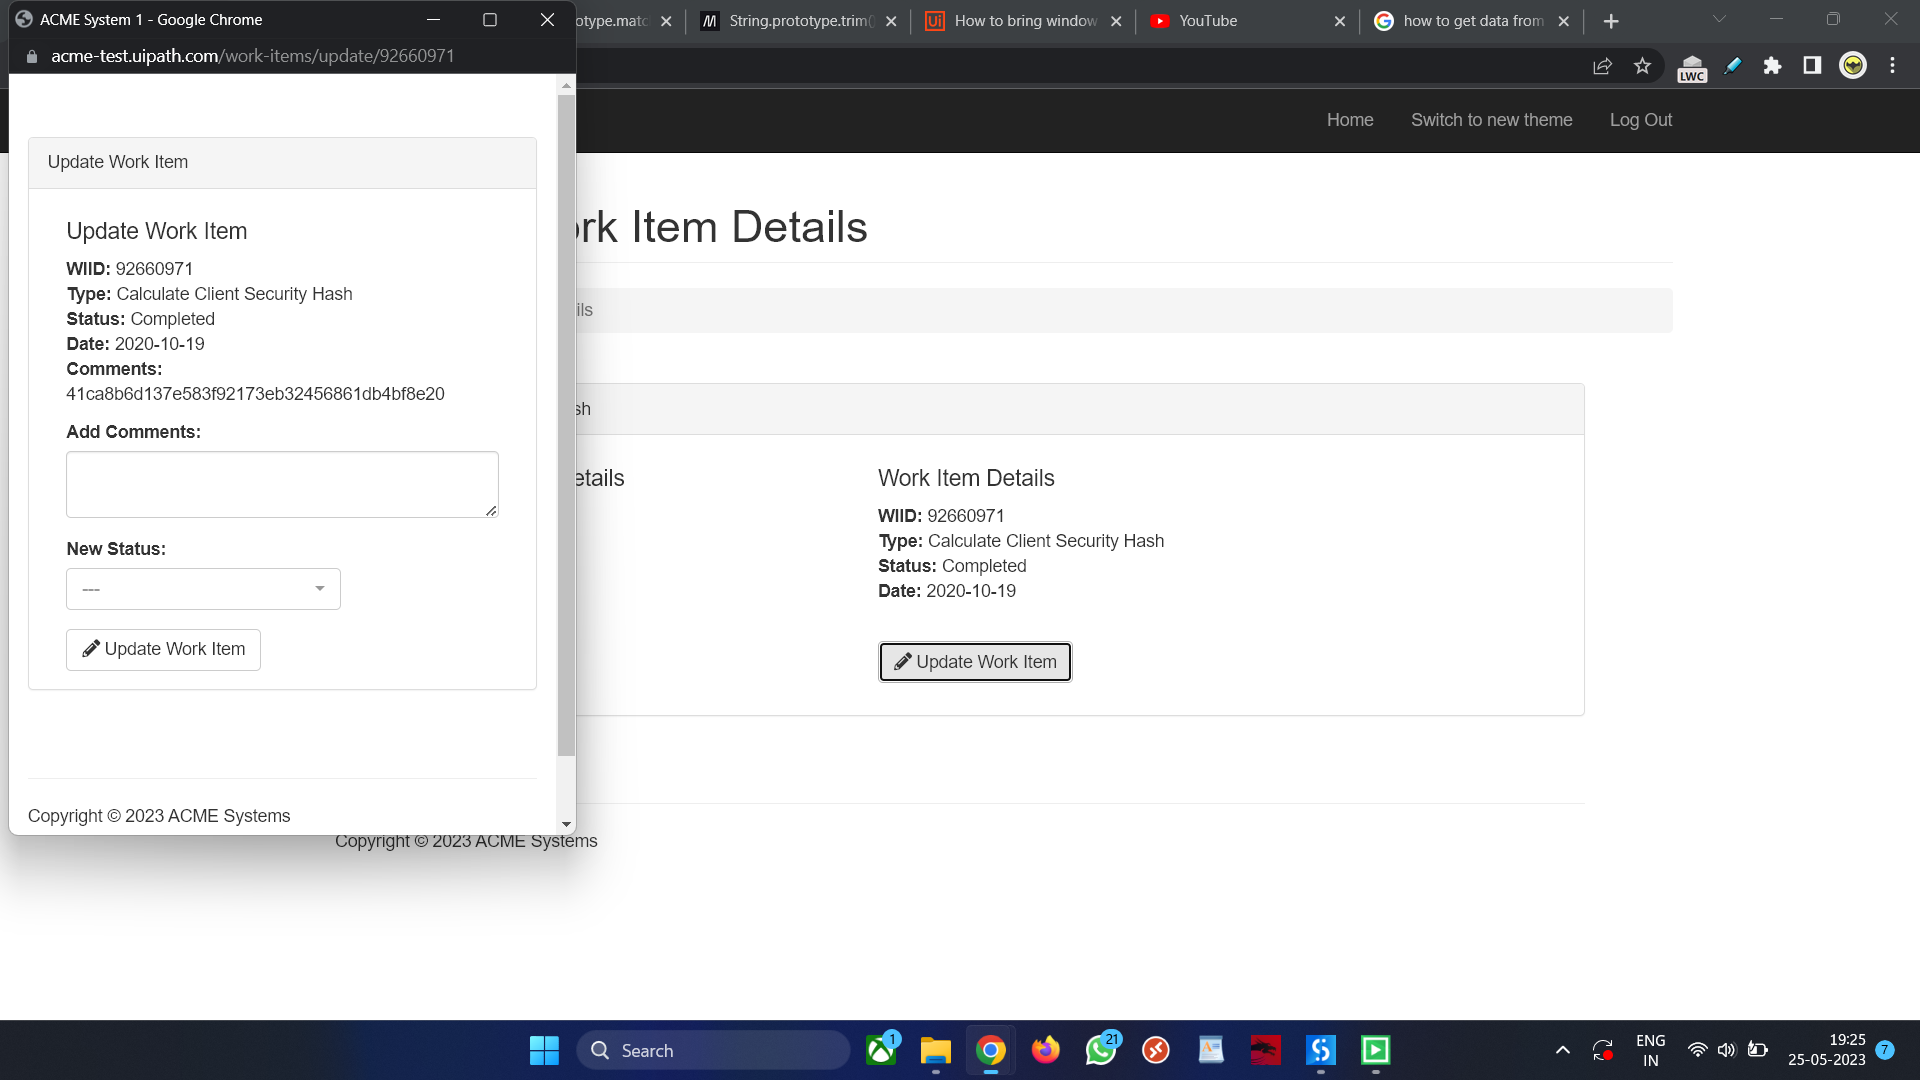 ACME System 1 - Google Chrome
acme-test.uipath.com/work-items/update/92660971
Update Work Item
Update Work Item
WIID: 92660971
Type: Calculate Client Security Hash
Status: Completed
Date: 2020-10-19
Comments:
41ca8b6d137e583f92173eb32456861db4bf8e20
Add Comments:
New Status:
---
Update Work Item
Copyright © 2023 ACME Systems
otype.matc
String.prototype.trim(
Ui
How to bring window
YouTube
how to get data from
LWC
Home
Switch to new theme
Log Out
rk Item Details
ils
sh
etails
Work Item Details
WIID: 92660971
Type: Calculate Client Security Hash
Status: Completed
Date: 2020-10-19
Update Work Item
Copyright © 2023 ACME Systems
Search
1
21
ENG
IN
19:25
25-05-2023
7